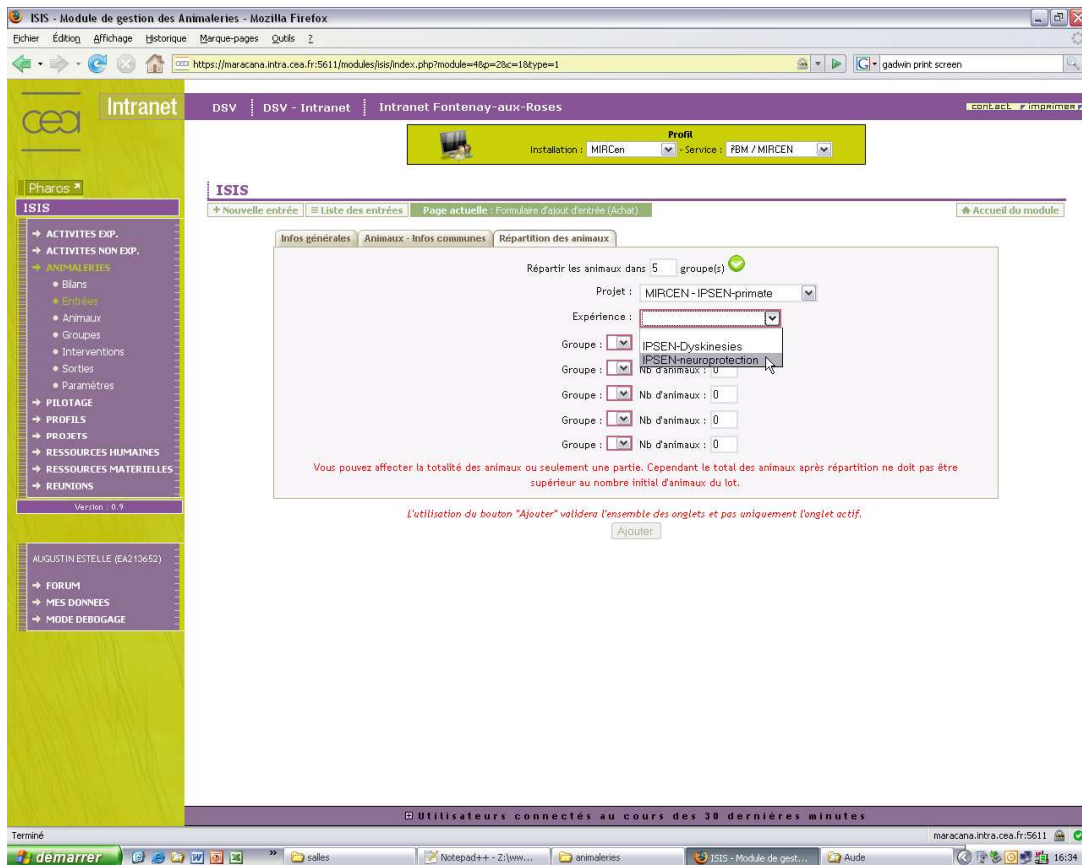 ISIS - Module de gestion des Animaleries - Mozilla Firefox
Fichier Édition Affichage Historique Marque-pages Outils ?
https://maracana.intra.cea.fr:5611/modules/isis/index.php?module=4&p=2&c=1&type=1
gadwin print screen
cea Intranet
DSV DSV - Intranet Intranet Fontenay-aux-Roses
contact imprimer
Profil
Installation : MIRCen - Service : BM / MIRCEN
Pharos
ISIS
ACTIVITES EXP.
ACTIVITES NON EXP.
ANIMALERIES
Bilans
Entrées
Animaux
Groupes
Interventions
Sorties
Paramètres
PILOTAGE
PROFILS
PROJETS
RESSOURCES HUMAINES
RESSOURCES MATERIELLES
REUNIONS
Version : 0.9
AUGUSTIN ESTELLE (EA213652)
FORUM
MES DONNEES
MODE DEBOGAGE
ISIS
+ Nouvelle entrée Liste des entrées Page actuelle : Formulaire d'ajout d'entrée (Achat) Accueil du module
Infos générales Animaux - Infos communes Répartition des animaux
Répartir les animaux dans 5 groupe(s)
Projet : MIRCEN - IPSEN-primate
Expérience :
IPSEN-Dyskinesies
IPSEN-neuroprotection
Groupe :
Groupe : Nb d'animaux : 0
Groupe : Nb d'animaux : 0
Groupe : Nb d'animaux : 0
Groupe : Nb d'animaux : 0
Vous pouvez affecter la totalité des animaux ou seulement une partie. Cependant le total des animaux après répartition ne doit pas être
supérieur au nombre initial d'animaux du lot.
L'utilisation du bouton "Ajouter" validera l'ensemble des onglets et pas uniquement l'onglet actif.
Ajouter
Utilisateurs connectés au cours des 30 dernières minutes
Terminé
maracana.intra.cea.fr:5611
démarrer » salles Notepad++ - Z:\ww... animaleries ISIS - Module de gest... Aude 16:34